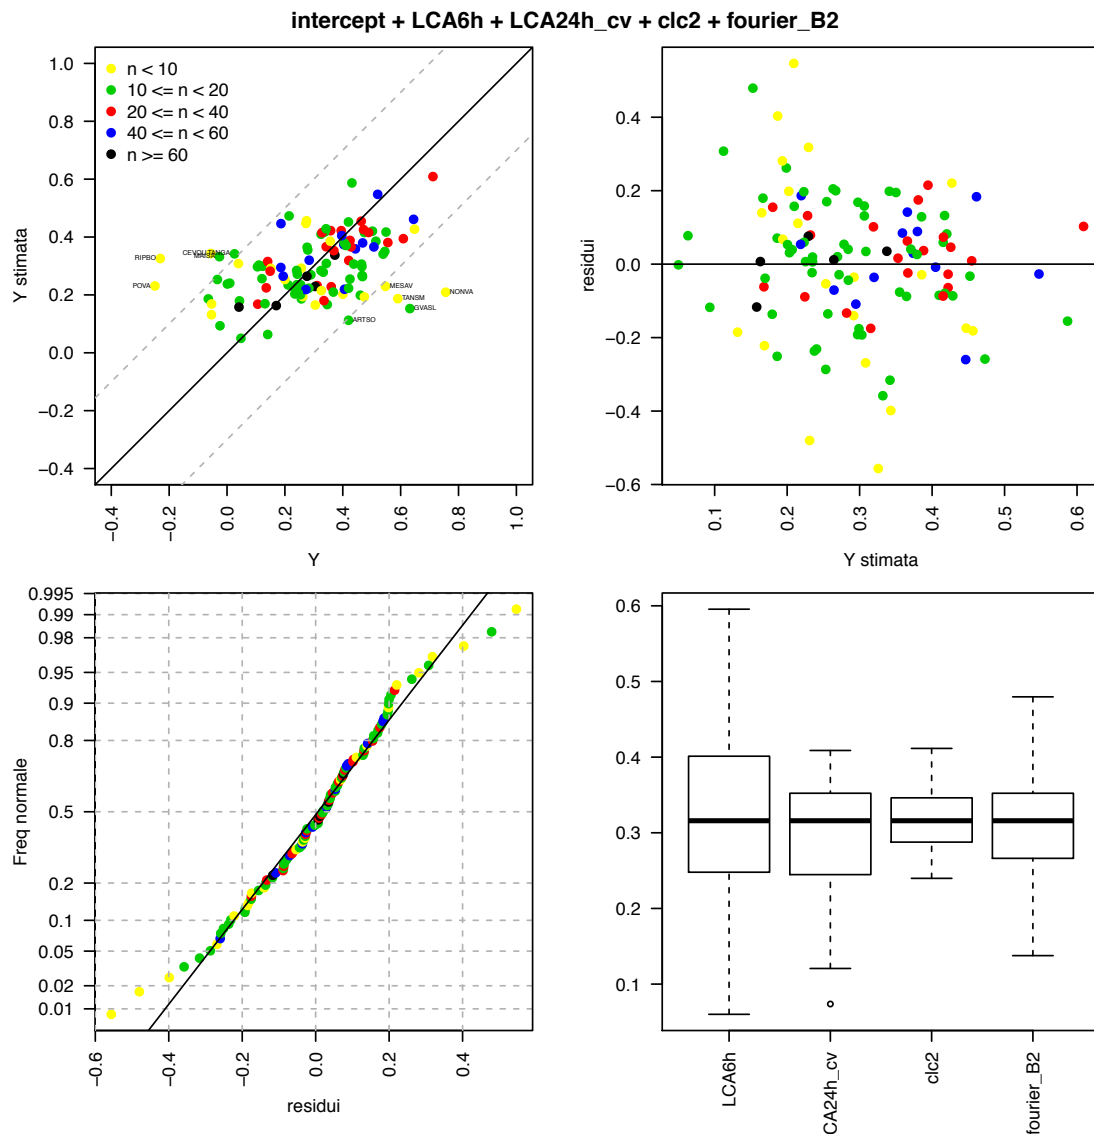 intercept + LCA6h + LCA24h_cv + clc2 + fourier_B2
n < 10
10 <= n < 20
20 <= n < 40
40 <= n < 60
n >= 60
1.0
0.8
0.6
0.4
0.2
0.0
−0.2
−0.4
Y stimata
RIPBO
POVA
MESAV
TANSM
NONVA
GVASL
ARTSO
−0.4
−0.2
0.0
0.2
0.4
0.6
0.8
1.0
Y
0.4
0.2
0.0
−0.2
−0.4
−0.6
residui
0.1
0.2
0.3
0.4
0.5
0.6
Y stimata
0.995
0.99
0.98
0.95
0.9
0.8
0.5
0.2
0.1
0.05
0.02
0.01
Freq normale
−0.6
−0.4
−0.2
0.0
0.2
0.4
residui
0.6
0.5
0.4
0.3
0.2
0.1
LCA6h
CA24h_cv
clc2
fourier_B2